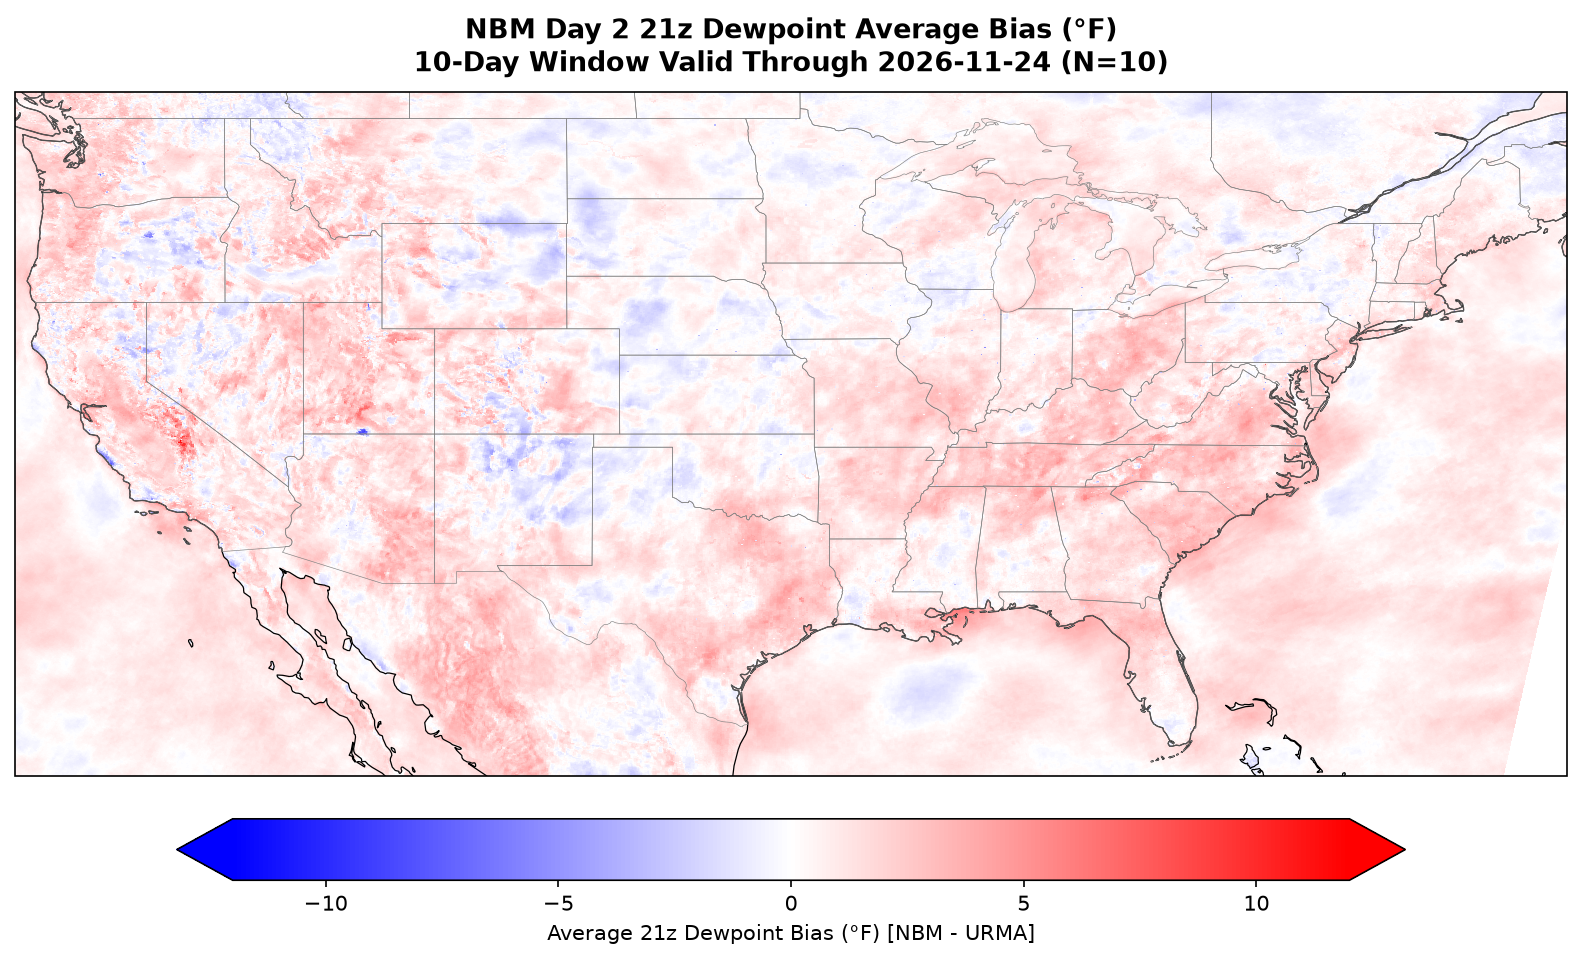 NBM Day 2 21z Dewpoint Average Bias (°F)
10-Day Window Valid Through 2026-11-24 (N=10)
−10 −5 0 5 10
Average 21z Dewpoint Bias (°F) [NBM - URMA]